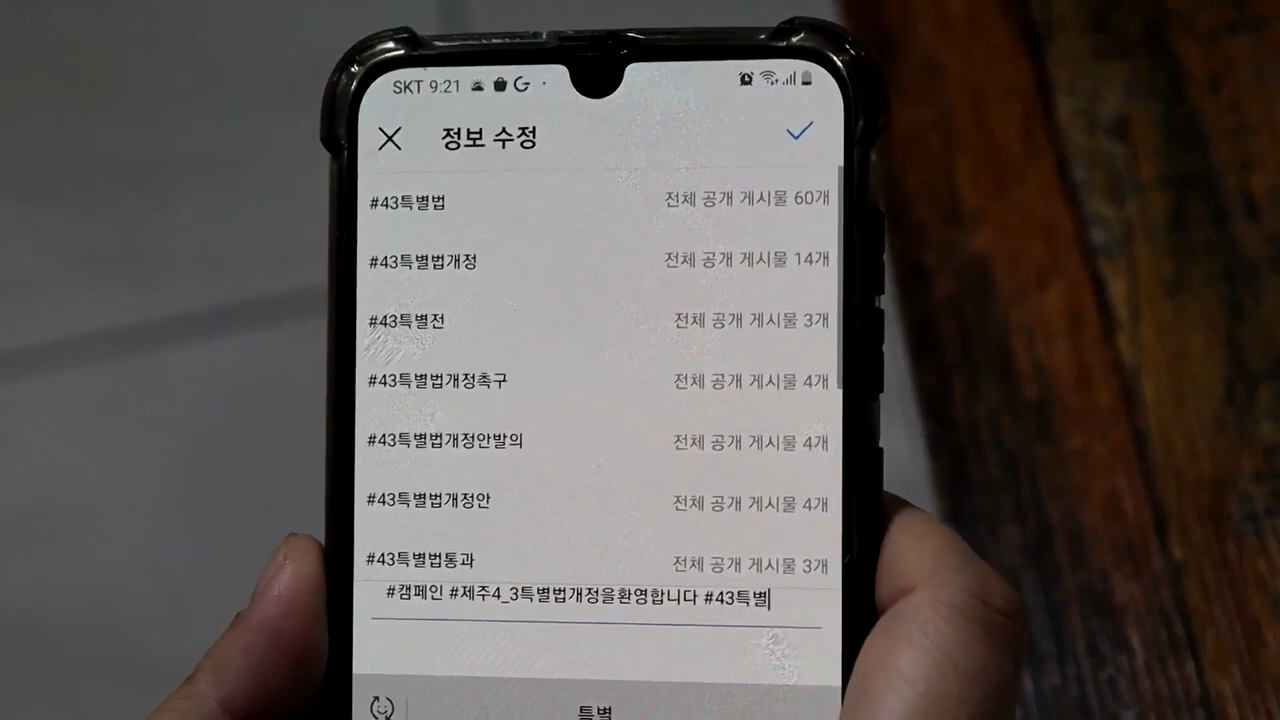 SKT 9:21
정보 수정
#43특별법 전체 공개 게시물 60개
#43특별법개정 전체 공개 게시물 14개
#43특별전 전체 공개 게시물 3개
#43특별법개정촉구 전체 공개 게시물 4개
#43특별법개정안발의 전체 공개 게시물 4개
#43특별법개정안 전체 공개 게시물 4개
#43특별법통과 전체 공개 게시물 3개
#캠페인 #제주4_3특별법개정을환영합니다 #43특별
특별